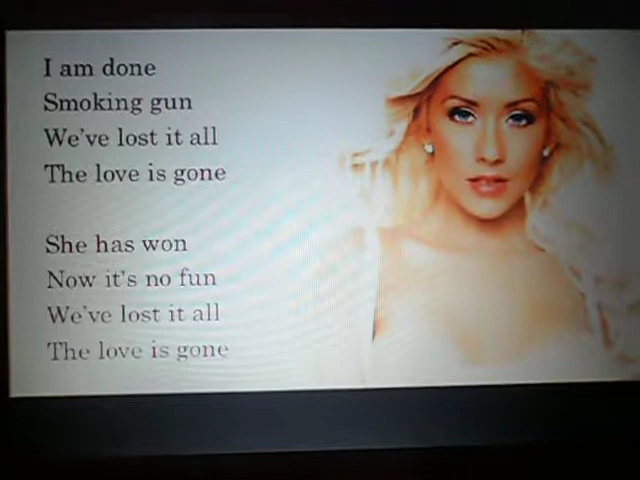 I am done
Smoking gun
We've lost it all
The love is gone
She has won
Now it's no fun
We've lost it all
The love is gone